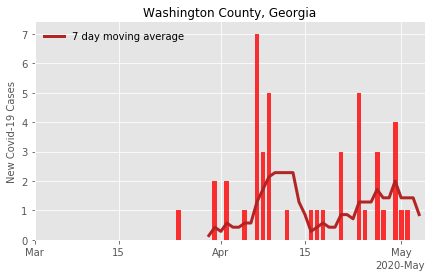 Washington County, Georgia
7 day moving average
New Covid-19 Cases
7
6
5
4
3
2
1
0
Mar 15 Apr 15 May
2020-May